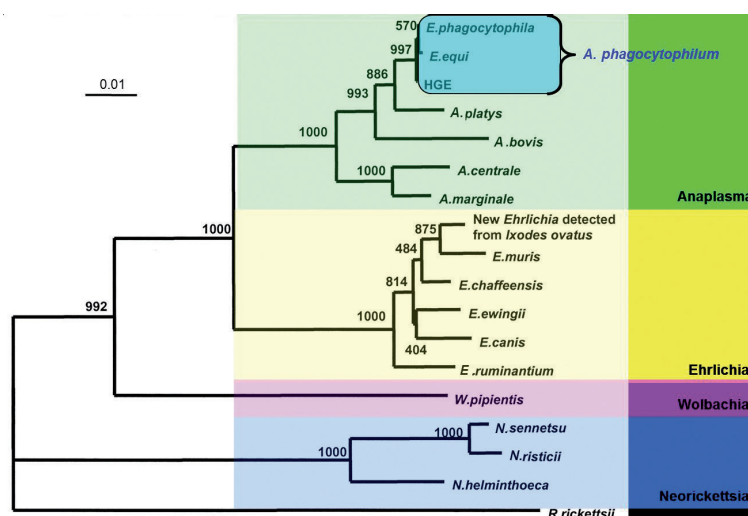 570
E.phagocytophila
997
E.equi
A. phagocytophilum
HGE
0.01
886
993
A.platys
1000
A.bovis
1000
A.centrale
A.marginale
Anaplasma
1000
875
New Ehrlichia detected
from Ixodes ovatus
484
E.muris
814
E.chaffeensis
992
1000
E.ewingii
404
E.canis
E.ruminantium
Ehrlichia
W.pipientis
Wolbachia
1000
N.sennetsu
1000
N.risticii
N.helminthoeca
Neorickettsia
R.rickettsii